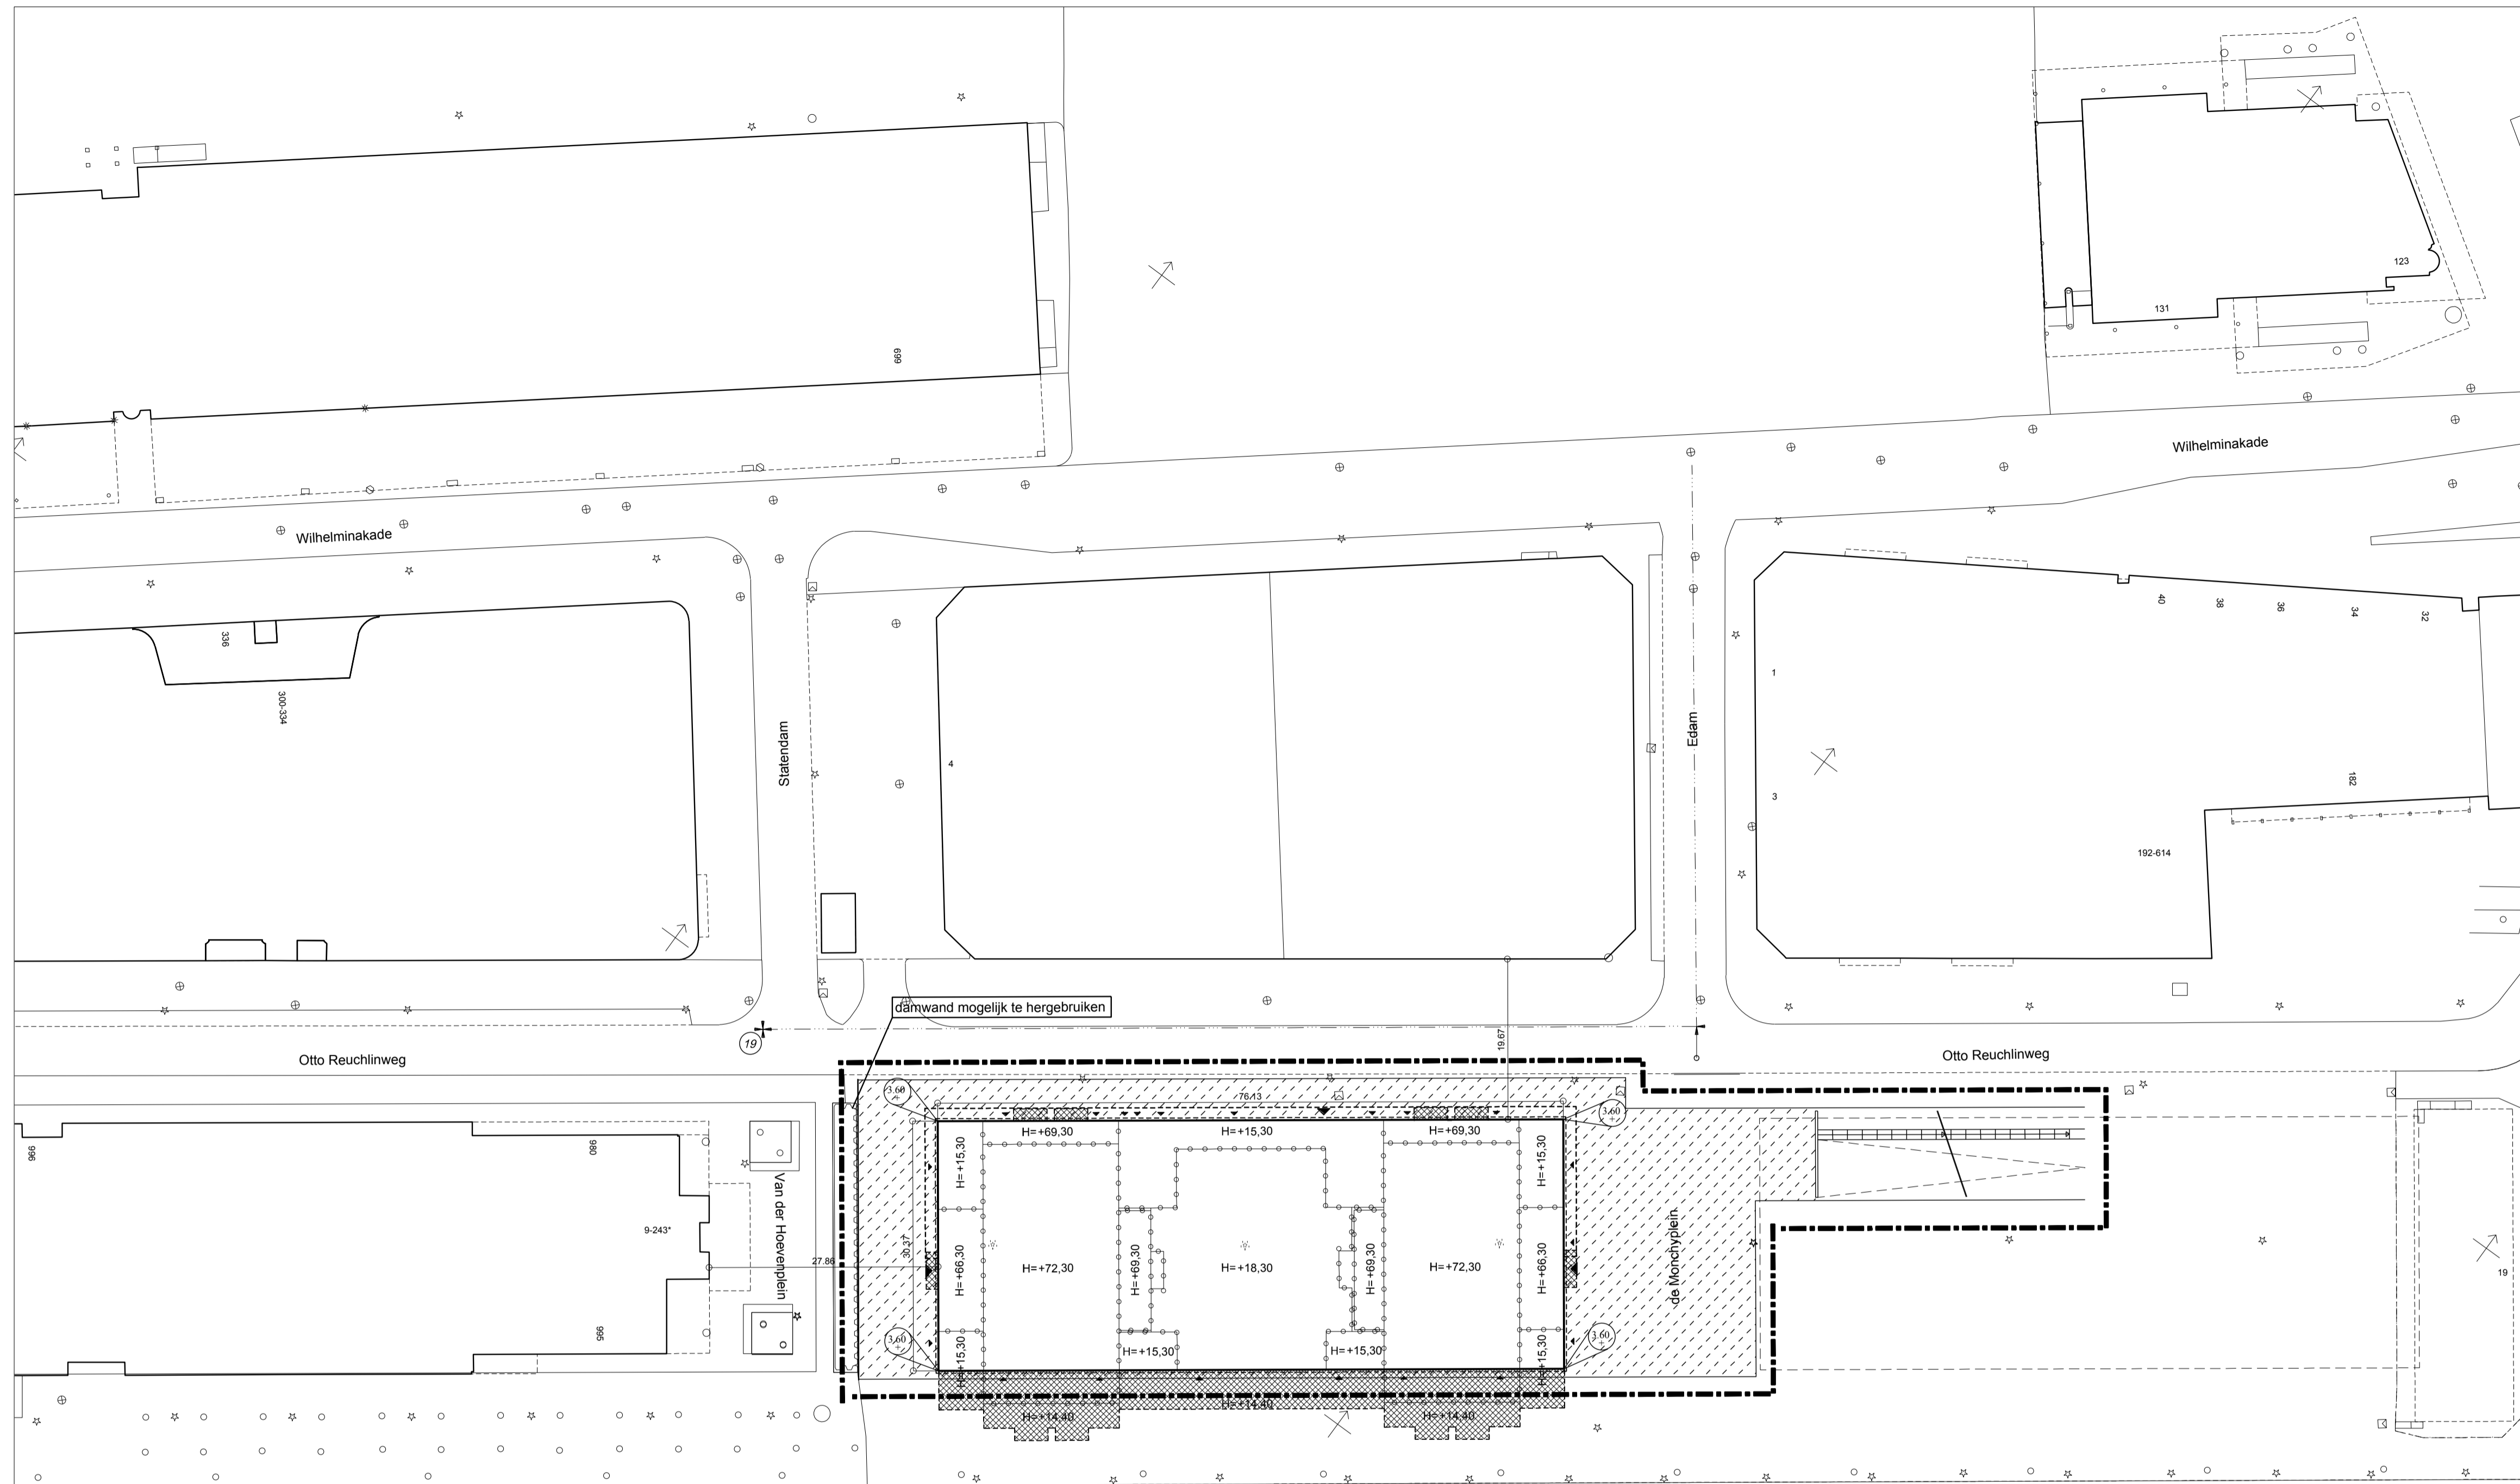 123
131
669
Wilhelminakade
Wilhelminakade
336
300-334
Statendam
4
Edam
40
38
36
34
32
1
3
182
192-614
damwand mogelijk te hergebruiken
19
Otto Reuchlinweg
Otto Reuchlinweg
19.67
3.60 +
76.13
3.60 +
996
980
9-243*
995
Van der Hoevenplein
27.86
30.37
H=+15,30
H=+69,30
H=+15,30
H=+69,30
H=+15,30
H=+66,30
H=+72,30
H=+69,30
H=+18,30
H=+69,30
H=+72,30
H=+66,30
de Monchyplein
19
3.60 +
H=+15,30
H=+15,30
H=+15,30
H=+15,30
3.60 +
H=+14,40
H=+14,40
H=+14,40